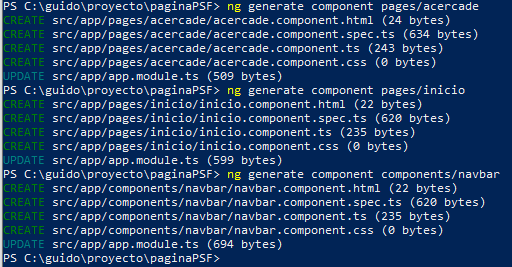 PS C:\guido\proyecto\paginaPSF> ng generate component pages/acercade
CREATE src/app/pages/acercade/acercade.component.html (24 bytes)
CREATE src/app/pages/acercade/acercade.component.spec.ts (634 bytes)
CREATE src/app/pages/acercade/acercade.component.ts (243 bytes)
CREATE src/app/pages/acercade/acercade.component.css (0 bytes)
UPDATE src/app/app.module.ts (509 bytes)
PS C:\guido\proyecto\paginaPSF> ng generate component pages/inicio
CREATE src/app/pages/inicio/inicio.component.html (22 bytes)
CREATE src/app/pages/inicio/inicio.component.spec.ts (620 bytes)
CREATE src/app/pages/inicio/inicio.component.ts (235 bytes)
CREATE src/app/pages/inicio/inicio.component.css (0 bytes)
UPDATE src/app/app.module.ts (599 bytes)
PS C:\guido\proyecto\paginaPSF> ng generate component components/navbar
CREATE src/app/components/navbar/navbar.component.html (22 bytes)
CREATE src/app/components/navbar/navbar.component.spec.ts (620 bytes)
CREATE src/app/components/navbar/navbar.component.ts (235 bytes)
CREATE src/app/components/navbar/navbar.component.css (0 bytes)
UPDATE src/app/app.module.ts (694 bytes)
PS C:\guido\proyecto\paginaPSF>